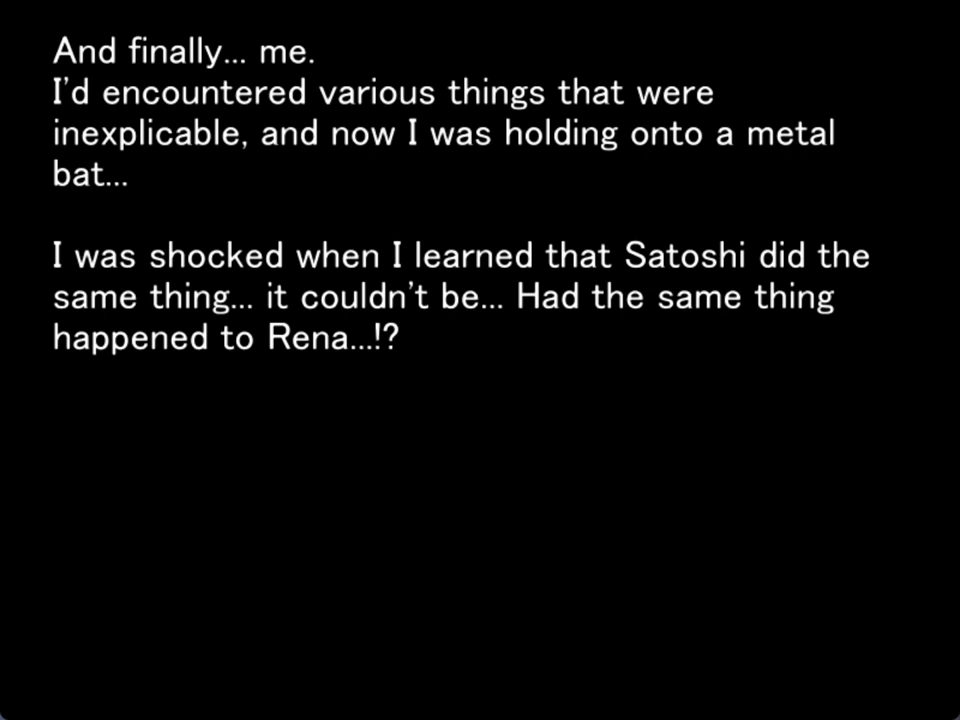 And finally... me.
I'd encountered various things that were
inexplicable, and now I was holding onto a metal
bat...
I was shocked when I learned that Satoshi did the
same thing... it couldn't be... Had the same thing
happened to Rena...!?